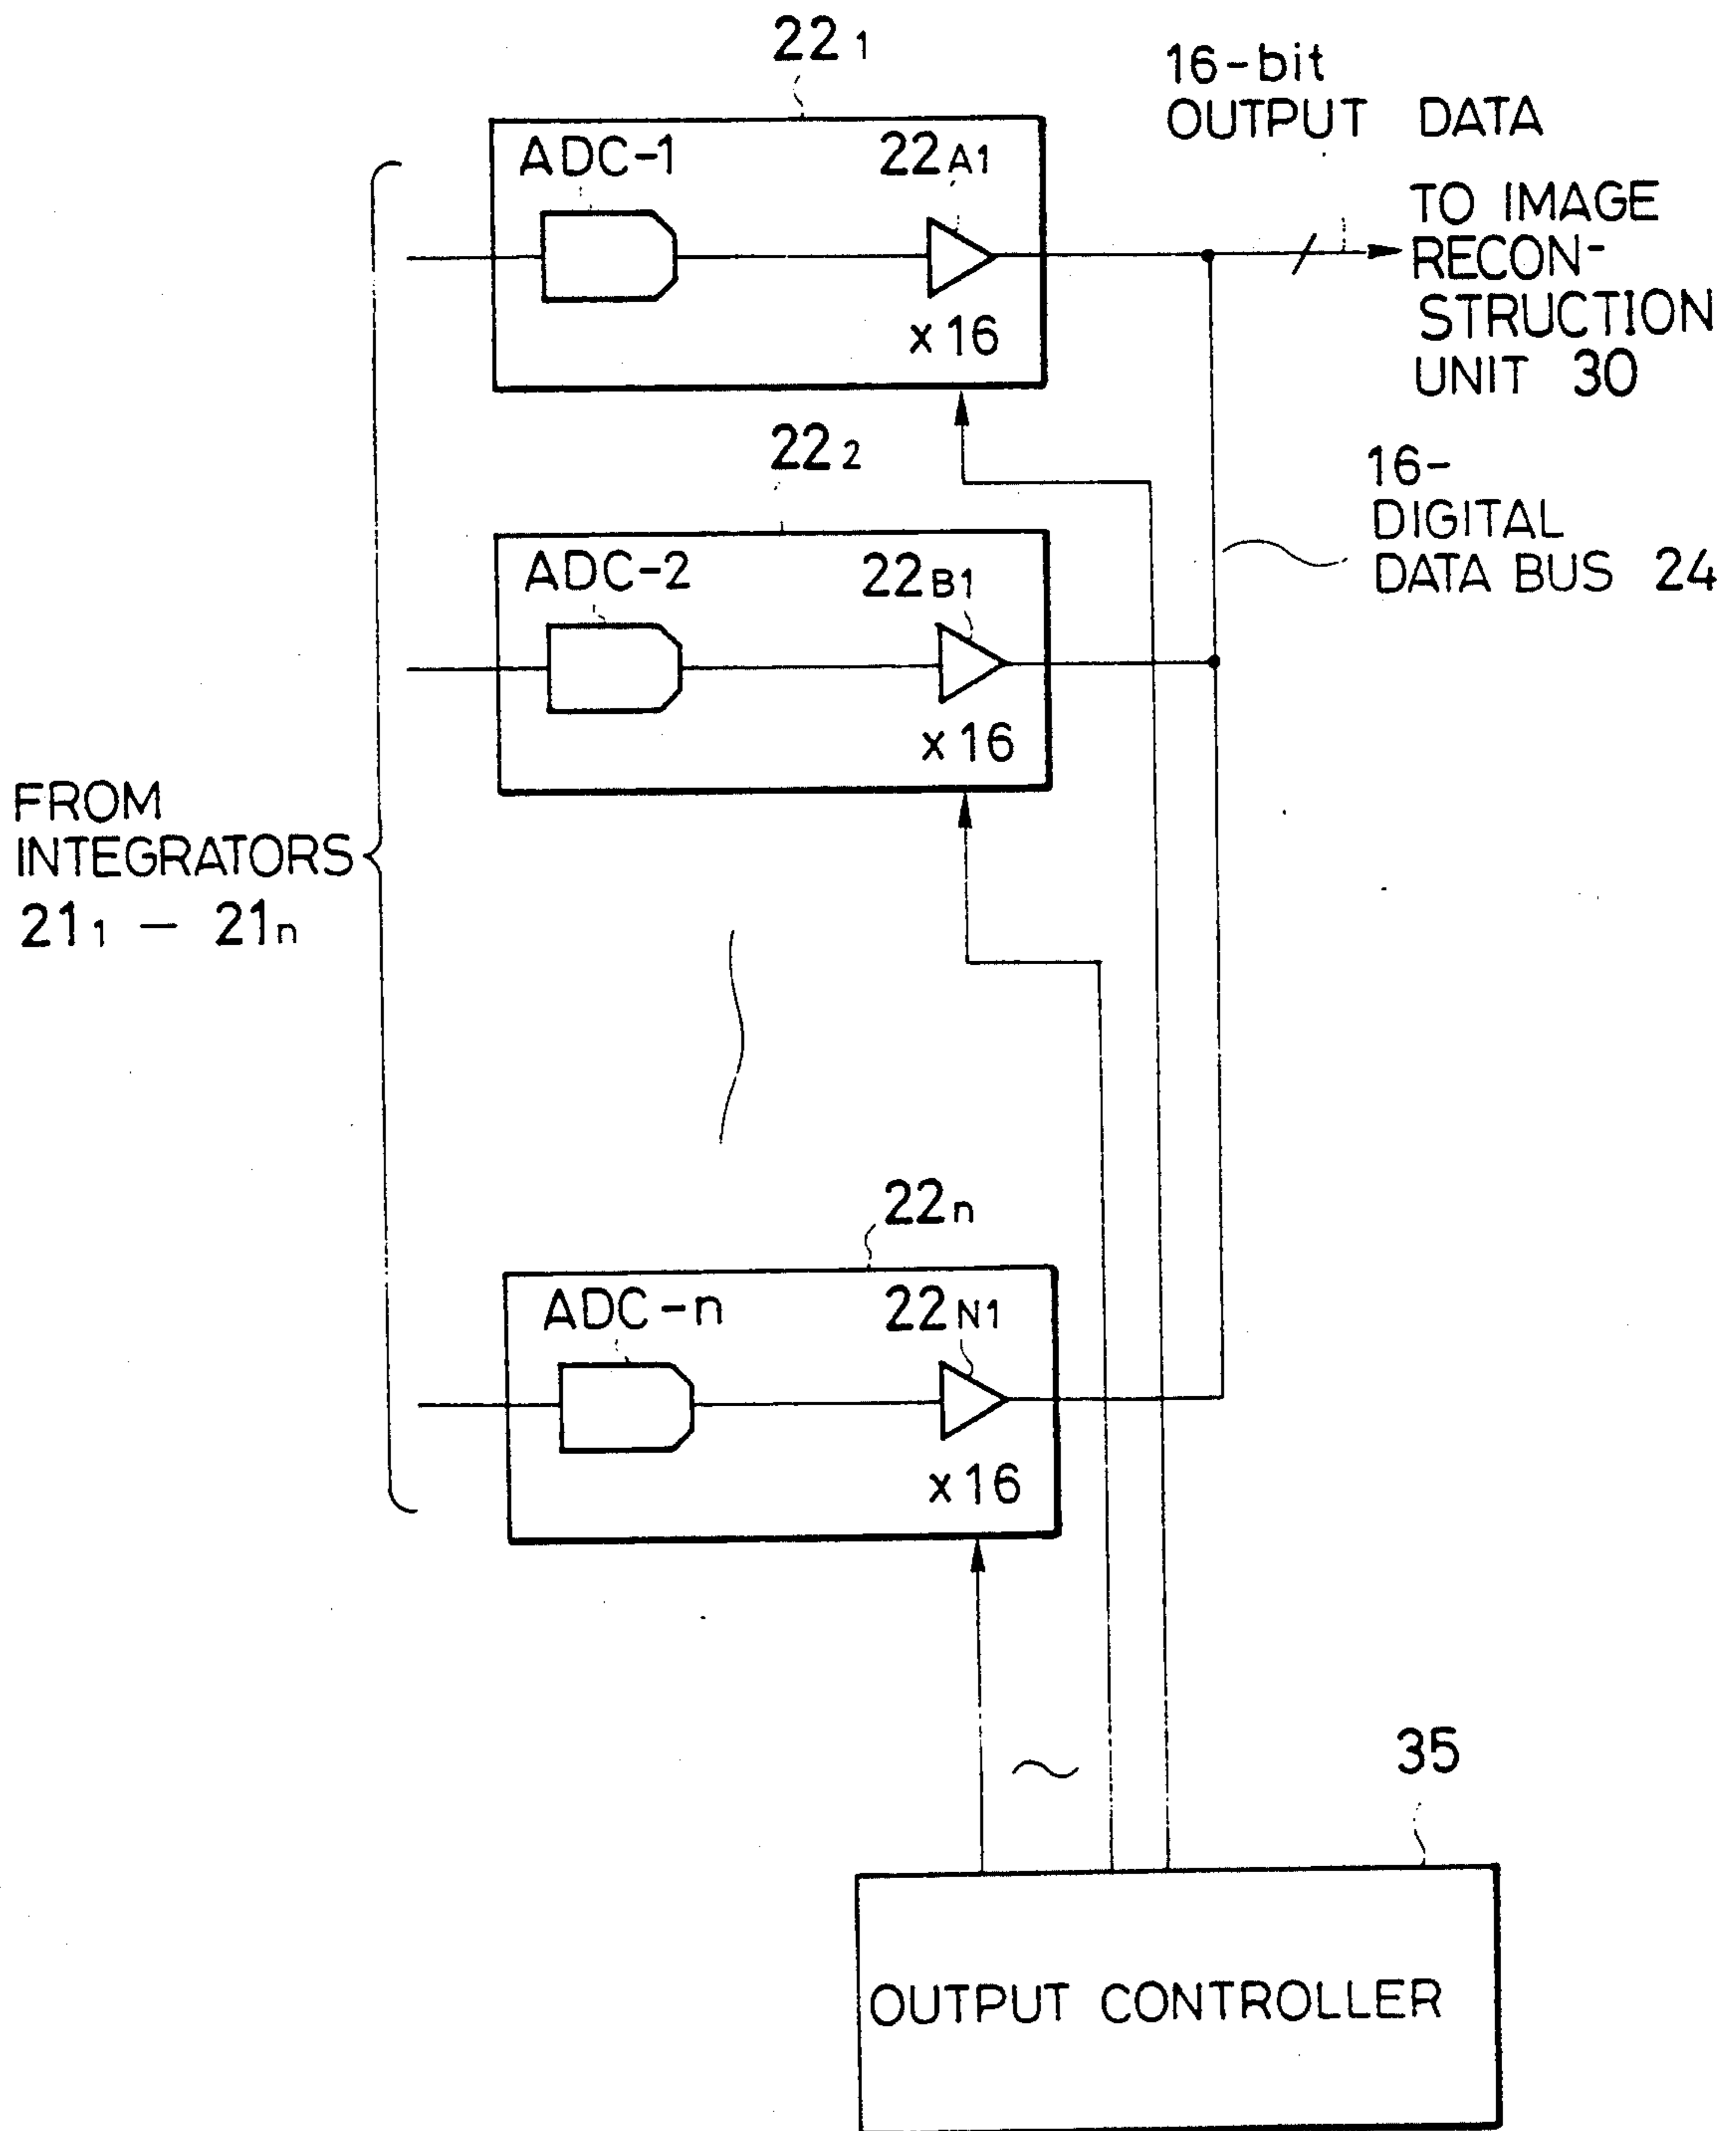 22₁
16-bit
OUTPUT DATA
ADC-1
22A1
TO IMAGE
RECON-
STRUCTION
UNIT 30
x16
22₂
16-
DIGITAL
DATA BUS 24
ADC-2
22B1
x16
FROM
INTEGRATORS
21₁ — 21n
22n
ADC-n
22N1
x16
35
OUTPUT CONTROLLER